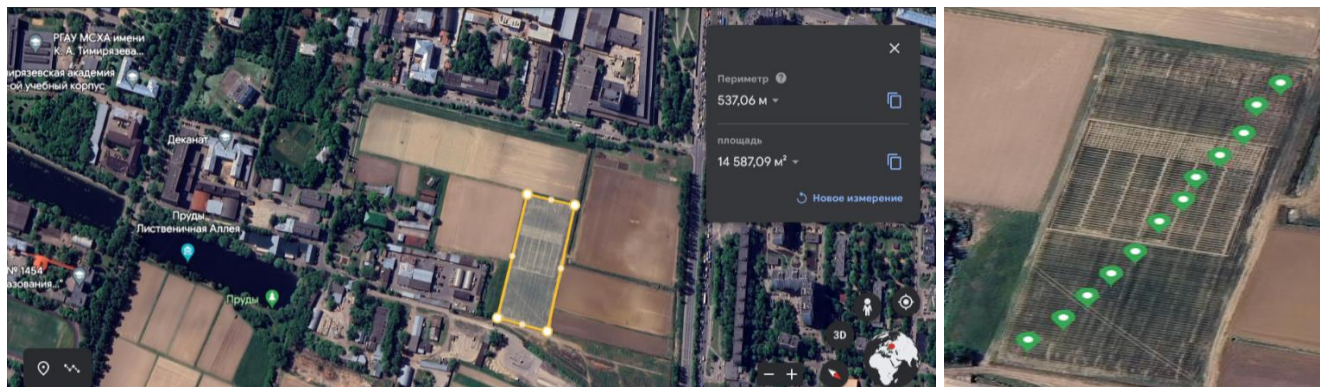 РГАУ МСХА имени
К. А. Тимирязева...
мирязевская академия
-ой учебный корпус
Деканат
Пруды
Лиственичная Аллея
№ 1454
азования...
Пруды
Периметр
537,06 м
площадь
14 587,09 м²
Новое измерение
3D